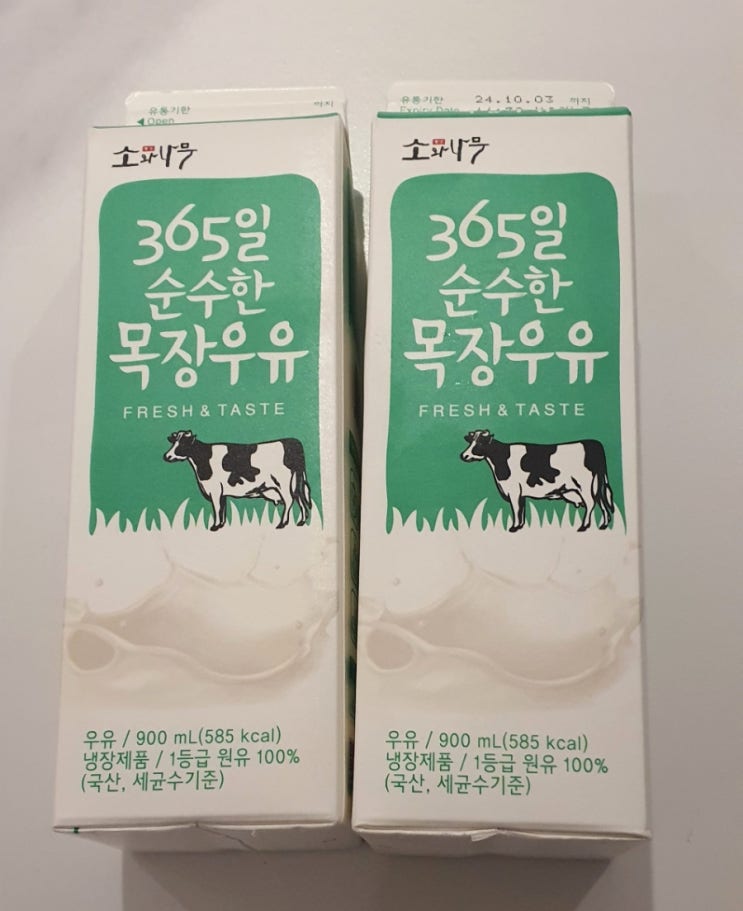 유통기한 까지
Open
소와나무
365일
순수한
목장우유
FRESH & TASTE
우유 / 900 mL(585 kcal)
냉장제품 / 1등급 원유 100%
(국산, 세균수기준)
유통기한 24.10.03 까지
Expiry Date
소와나무
365일
순수한
목장우유
FRESH & TASTE
우유 / 900 mL(585 kcal)
냉장제품 / 1등급 원유 100%
(국산, 세균수기준)